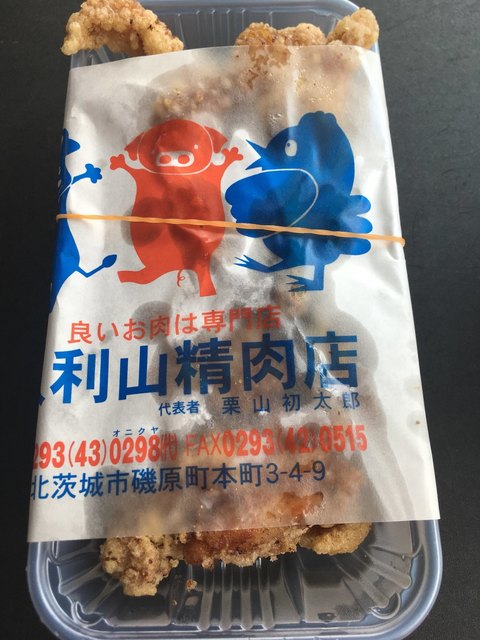 良いお肉は専門店
利山精肉店
代表者 栗山初太郎
オニクヤ
293(43)0298㈹ FAX0293(42)0515
北茨城市磯原町本町3-4-9